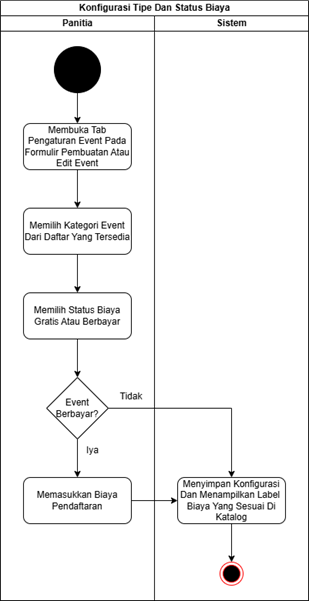 Konfigurasi Tipe Dan Status Biaya
Panitia
Sistem
Membuka Tab
Pengaturan Event Pada
Formulir Pembuatan Atau
Edit Event
Memilih Kategori Event
Dari Daftar Yang Tersedia
Memilih Status Biaya
Gratis Atau Berbayar
Event
Berbayar?
Tidak
Iya
Memasukkan Biaya
Pendaftaran
Menyimpan Konfigurasi
Dan Menampilkan Label
Biaya Yang Sesuai Di
Katalog